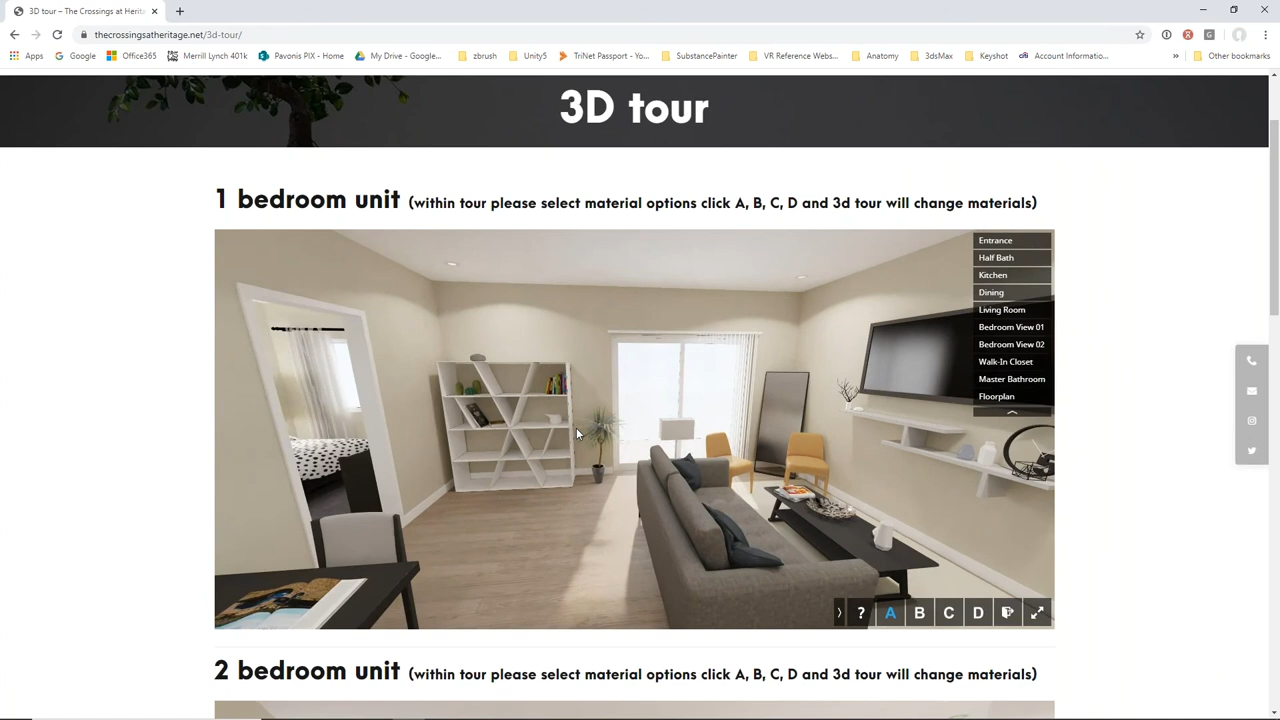 3D tour – The Crossings at Herita
thecrossingsatheritage.net/3d-tour/
Apps
Google
Office365
Merrill Lynch 401k
Pavonis PIX - Home
My Drive - Google...
zbrush
Unity5
TriNet Passport - Yo...
SubstancePainter
VR Reference Webs...
Anatomy
3dsMax
Keyshot
Account Informatio...
»
Other bookmarks
3D tour
1 bedroom unit (within tour please select material options click A, B, C, D and 3d tour will change materials)
Entrance
Half Bath
Kitchen
Dining
Living Room
Bedroom View 01
Bedroom View 02
Walk-In Closet
Master Bathroom
Floorplan
? A B C D
2 bedroom unit (within tour please select material options click A, B, C, D and 3d tour will change materials)